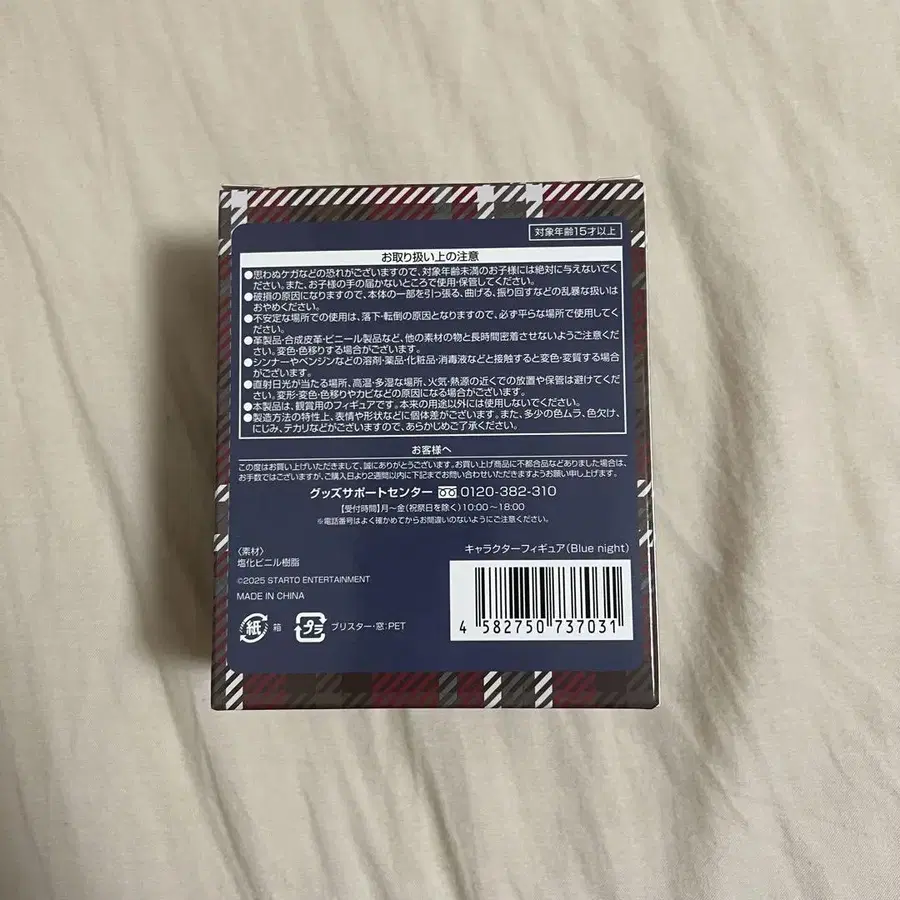 対象年齢15才以上
お取り扱い上の注意
●思わぬケガなどの恐れがございますので、対象年齢未満のお子様には絶対に与えないでく
ださい。また、お子様の手の届かないところで使用・保管してください。
●破損の原因になりますので、本体の一部を引っ張る、曲げる、振り回すなどの乱暴な扱いは
おやめください。
●不安定な場所での使用は、落下・転倒の原因となりますので、必ず平らな場所で使用してく
ださい。
●革製品・合成皮革・ビニール製品など、他の素材の物と長時間密着させないようご注意くだ
さい。変色・色移りする場合がございます。
●シンナーやベンジンなどの溶剤・薬品・化粧品・消毒液などと接触すると変色・変質する場合
がございます。
●直射日光が当たる場所、高温・多湿な場所、火気・熱源の近くでの放置や保管は避けてくだ
さい。変形・変色・色移りやカビなどの原因になる場合がございます。
●本製品は、観賞用のフィギュアです。本来の用途以外には使用しないでください。
●製造方法の特性上、表情や形状などに個体差がございます。また、多少の色ムラ、色欠け、
にじみ、テカリなどがございますので、あらかじめご了承ください。
お客様へ
この度はお買い上げいただきまして、誠にありがとうございます。お買い上げ商品に不都合品などありました場合は、
お手数ではございますが、ご購入日より2週間以内に下記までお問い合わせいただきますようお願い申し上げます。
グッズサポートセンター 0120-382-310
【受付時間】月～金(祝祭日を除く)10:00～18:00
※電話番号はよく確かめてからお間違いのないようにご注意ください。
〈素材〉
塩化ビニル樹脂
©2025 STARTO ENTERTAINMENT
MADE IN CHINA
紙 箱
プラ ブリスター・窓:PET
キャラクターフィギュア(Blue night)
4 582750 737031